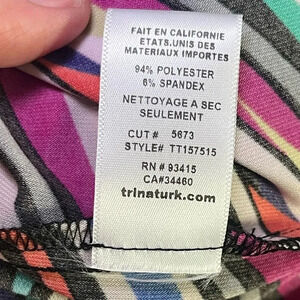 FAIT EN CALIFORNIE
ETATS.UNIS DES
MATERIAUX IMPORTES
94% POLYESTER
6% SPANDEX
NETTOYAGE A SEC
SEULEMENT
CUT # 5673
STYLE# TT157515
RN # 93415
CA#34460
trinaturk.com